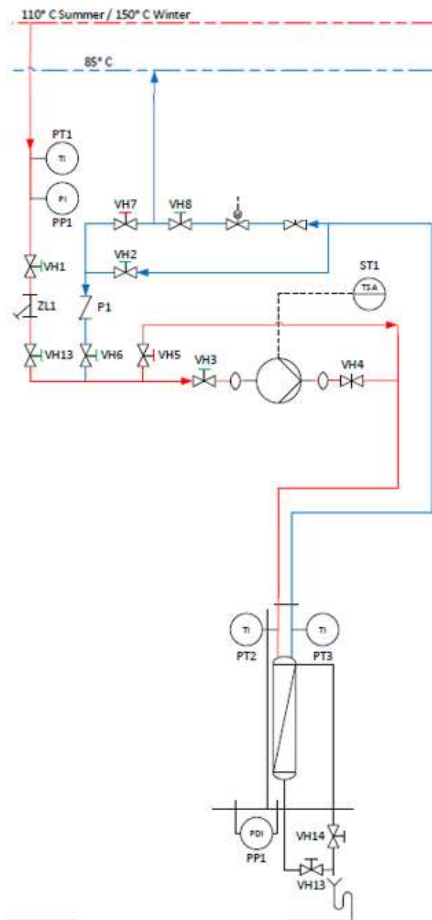 110° C Summer / 150° C Winter
85° C
PT1
TI
PI
PP1
VH7
VH8
VH2
VH1
ST1
TSA
ZL1
P1
VH13
VH6
VH5
VH3
VH4
TI
TI
PT2
PT3
PDI
PP1
VH14
VH13